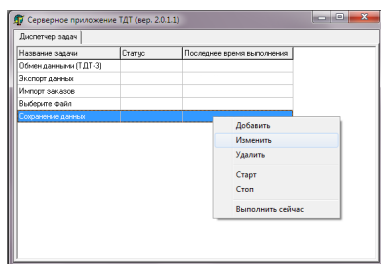 Серверное приложение ТДТ (вер. 2.0.1.1)
Диспетчер задач
Название задачи Статус Последнее время выполнения
Обмен данными (ТДТ-3)
Экспорт данных
Импорт заказов
Выберите файл
Сохранение данных
Добавить
Изменить
Удалить
Старт
Стоп
Выполнить сейчас